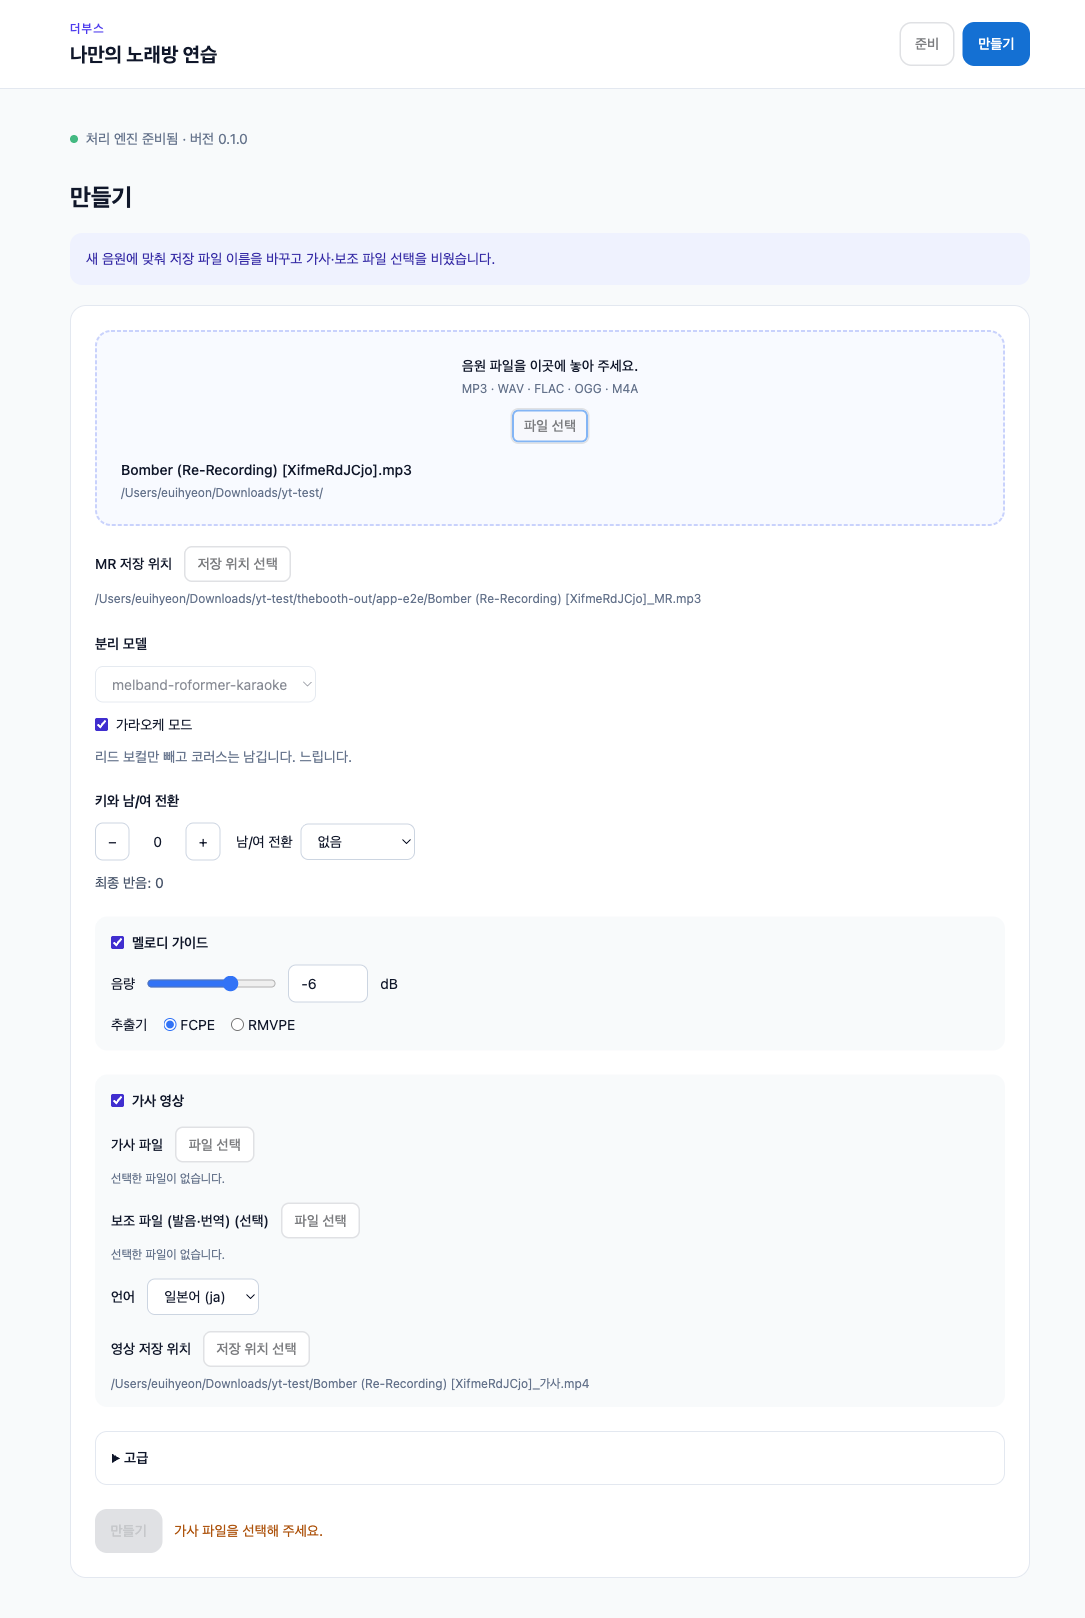 더부스
나만의 노래방 연습
준비
만들기
처리 엔진 준비됨 · 버전 0.1.0
만들기
새 음원에 맞춰 저장 파일 이름을 바꾸고 가사·보조 파일 선택을 비웠습니다.
음원 파일을 이곳에 놓아 주세요.
MP3 · WAV · FLAC · OGG · M4A
파일 선택
Bomber (Re-Recording) [XifmeRdJCjo].mp3
/Users/euihyeon/Downloads/yt-test/
MR 저장 위치 저장 위치 선택
/Users/euihyeon/Downloads/yt-test/thebooth-out/app-e2e/Bomber (Re-Recording) [XifmeRdJCjo]_MR.mp3
분리 모델
melband-roformer-karaoke
가라오케 모드
리드 보컬만 빼고 코러스는 남깁니다. 느립니다.
키와 남/여 전환
− 0 + 남/여 전환 없음
최종 반음: 0
멜로디 가이드
음량 -6 dB
추출기 FCPE RMVPE
가사 영상
가사 파일 파일 선택
선택한 파일이 없습니다.
보조 파일 (발음·번역) (선택) 파일 선택
선택한 파일이 없습니다.
언어 일본어 (ja)
영상 저장 위치 저장 위치 선택
/Users/euihyeon/Downloads/yt-test/Bomber (Re-Recording) [XifmeRdJCjo]_가사.mp4
고급
만들기 가사 파일을 선택해 주세요.